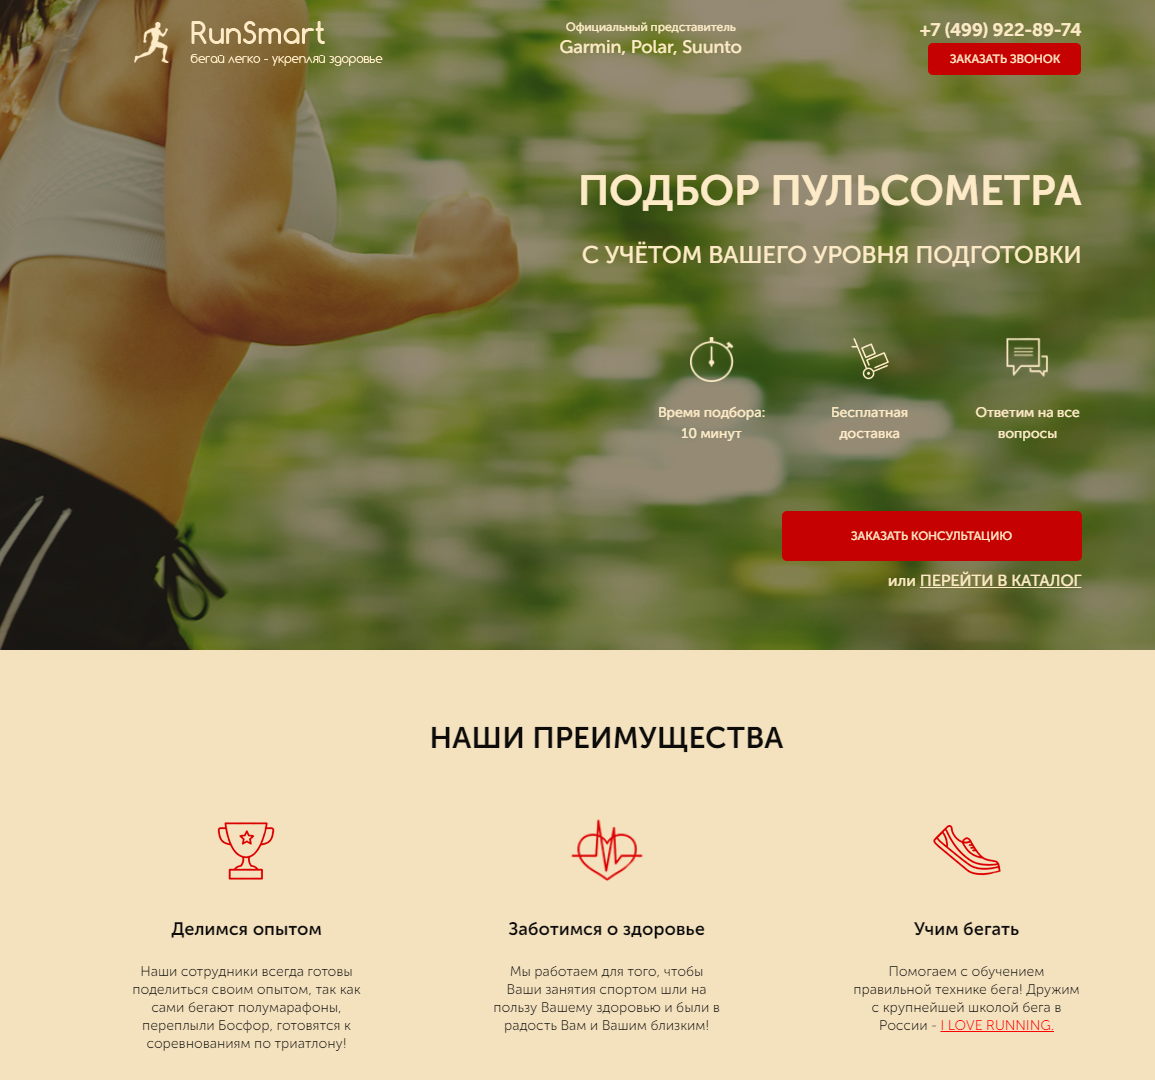 RunSmart
бегай легко - укрепляй здоровье
Официальный представитель
Garmin, Polar, Suunto
+7 (499) 922-89-74
ЗАКАЗАТЬ ЗВОНОК
ПОДБОР ПУЛЬСОМЕТРА
С УЧЁТОМ ВАШЕГО УРОВНЯ ПОДГОТОВКИ
Время подбора:
10 минут
Бесплатная
доставка
Ответим на все
вопросы
ЗАКАЗАТЬ КОНСУЛЬТАЦИЮ
или ПЕРЕЙТИ В КАТАЛОГ
НАШИ ПРЕИМУЩЕСТВА
Делимся опытом
Наши сотрудники всегда готовы
поделиться своим опытом, так как
сами бегают полумарафоны,
переплыли Босфор, готовятся к
соревнованиям по триатлону!
Заботимся о здоровье
Мы работаем для того, чтобы
Ваши занятия спортом шли на
пользу Вашему здоровью и были в
радость Вам и Вашим близким!
Учим бегать
Помогаем с обучением
правильной технике бега! Дружим
с крупнейшей школой бега в
России - I LOVE RUNNING.